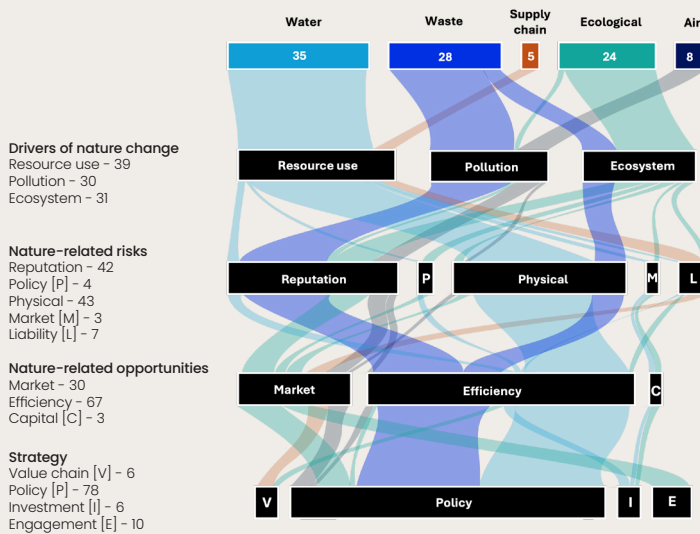 Water
Waste
Supply chain
Ecological
Air
35
28
5
24
8
Drivers of nature change
Resource use - 39
Pollution - 30
Ecosystem - 31
Resource use
Pollution
Ecosystem
Nature-related risks
Reputation - 42
Policy [P] - 4
Physical - 43
Market [M] - 3
Liability [L] - 7
Reputation
P
Physical
M
L
Nature-related opportunities
Market - 30
Efficiency - 67
Capital [C] - 3
Market
Efficiency
C
Strategy
Value chain [V] - 6
Policy [P] - 78
Investment [I] - 6
Engagement [E] - 10
V
Policy
I
E